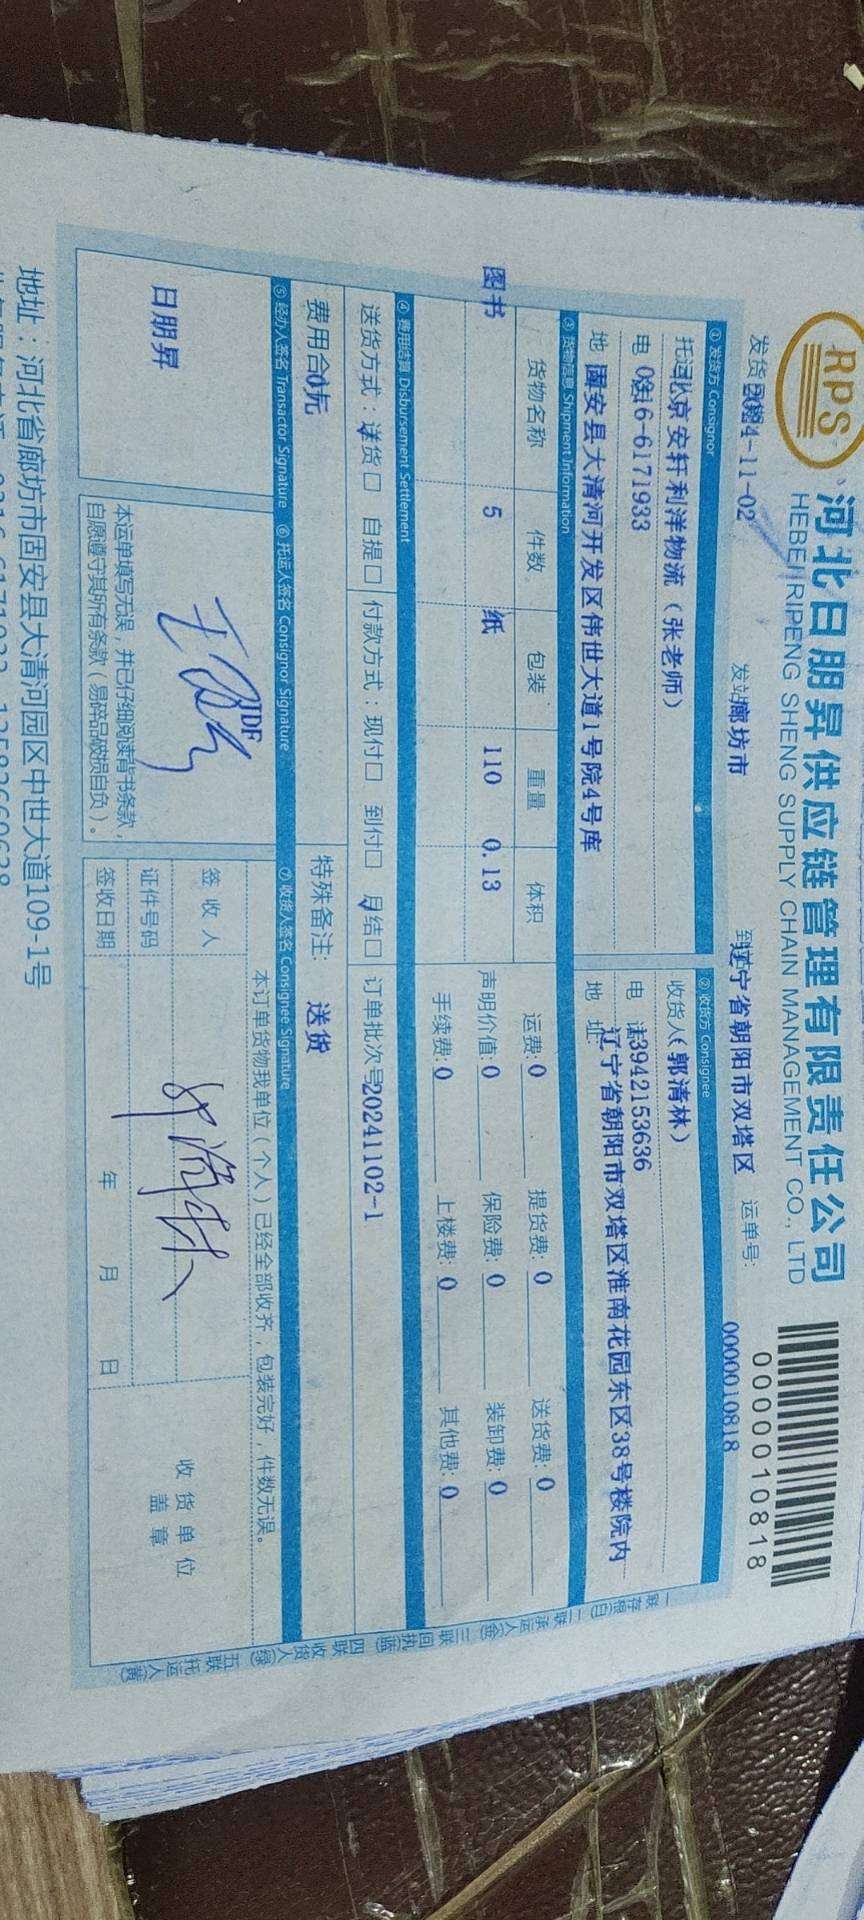 RPS
河北日朋昇供应链管理有限责任公司
HEBEI RIPENG SHENG SUPPLY CHAIN MANAGEMENT CO., LTD
0000010818
发货 2024-11-02
发站 廊坊市
到 辽宁省朝阳市双塔区
运单号: 0000010818
① 发货方 Consignor
② 收货方 Consignee
北京安轩利洋物流（张老师）
收货人（郭清林）
电 0316-6171933
电 13942153636
地 固安县大清河开发区伟世大道1号院4号库
地 址 辽宁省朝阳市双塔区淮南花园东区38号楼院内
③ 货物信息 Shipment Information
货物名称 件数 包装 重量 体积
运费: 0 提货费: 0 送货费: 0
图书 5 纸 110 0.13
声明价值: 0 保险费: 0 装卸费: 0
手续费: 0 上楼费: 0 其他费: 0
④ 费用结算 Disbursement Settlement
送货方式：送货□ 自提□ 付款方式：现付□ 到付□ 月结□ 订单批次号 20241102-1
费用合 0元
特殊备注: 送货
⑤ 经办人签名 Transactor Signature
⑥ 托运人签名 Consignor Signature
⑦ 收货人签名 Consignee Signature
日朋昇
JDF
本运单填写无误，并已仔细阅读背书条款，
自愿遵守其所有条款（易碎品破损自负）。
本订单货物我单位（个人）已经全部收齐，包装完好，件数无误。
签收人
证件号码
签收日期 年 月 日
收货单位
盖章
一联存根(白) 二联承运人(金) 三联回执(蓝) 四联收货人(绿) 五联托运人(黄)
地址：河北省廊坊市固安县大清河园区中世大道109-1号